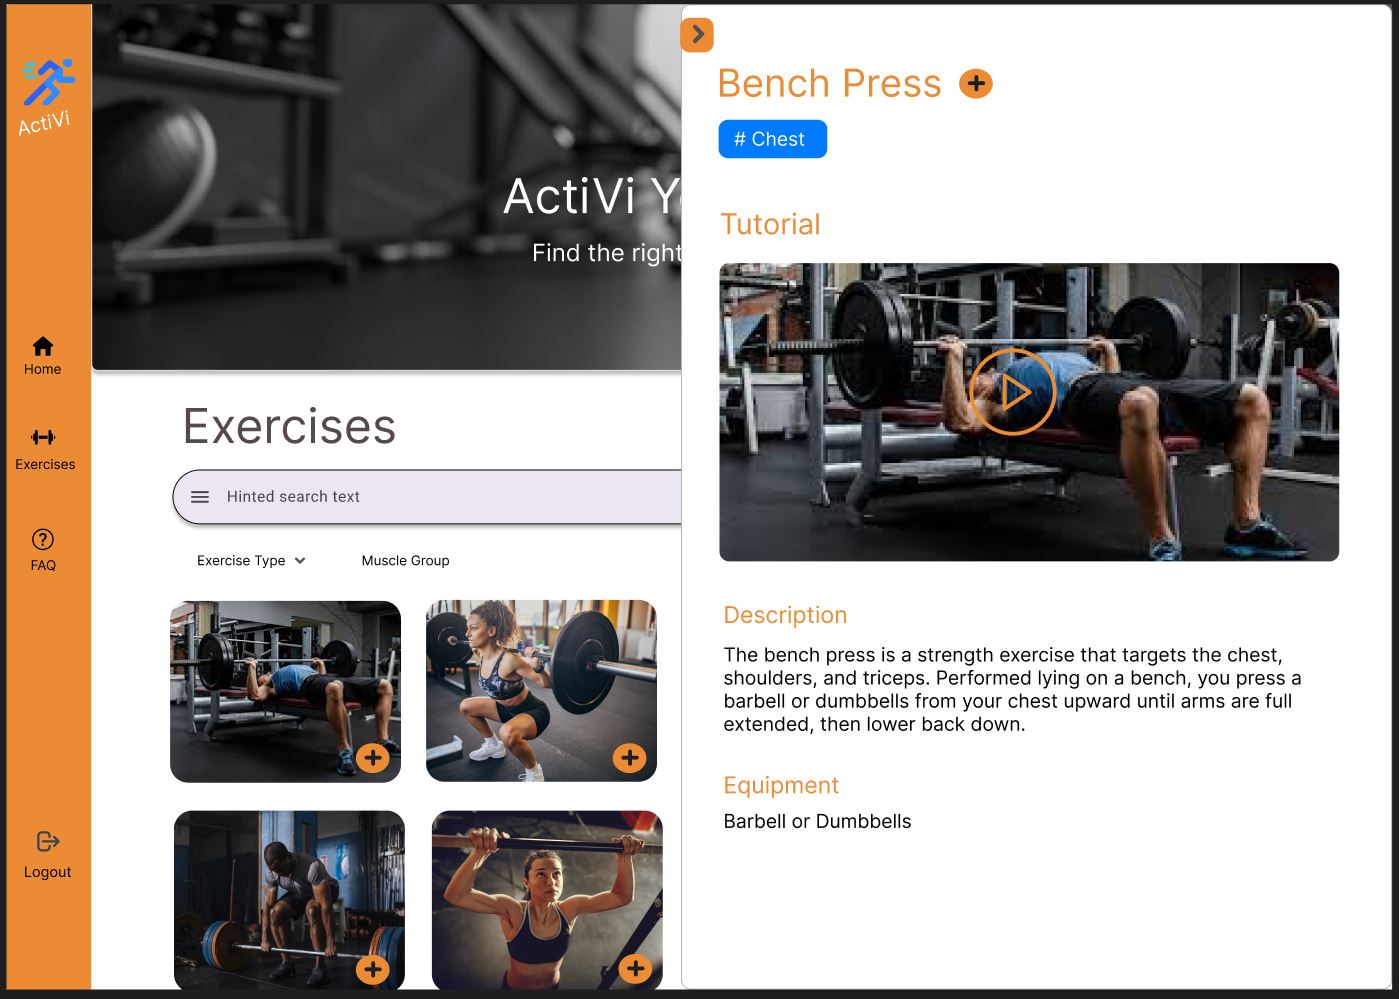 ActiVi
Home
Exercises
FAQ
Logout
ActiVi Y
Find the right
Exercises
Hinted search text
Exercise Type
Muscle Group
Bench Press
# Chest
Tutorial
Description
The bench press is a strength exercise that targets the chest,
shoulders, and triceps. Performed lying on a bench, you press a
barbell or dumbbells from your chest upward until arms are full
extended, then lower back down.
Equipment
Barbell or Dumbbells